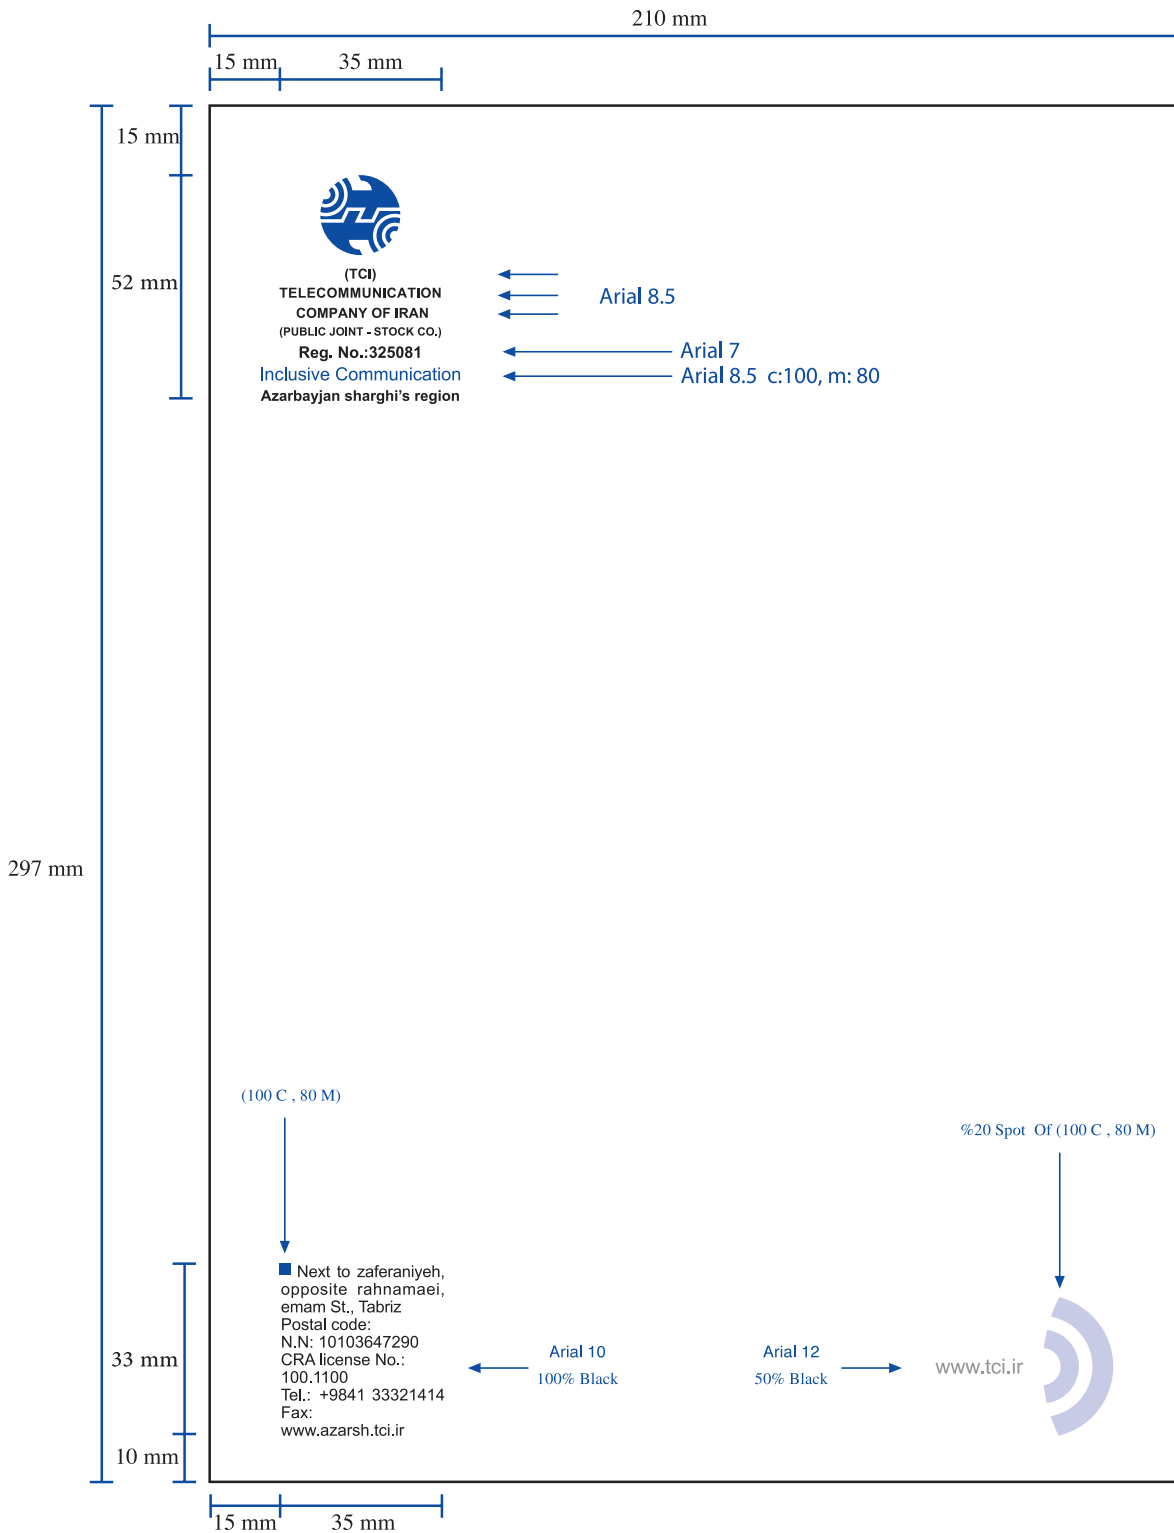 210 mm
15 mm 35 mm
15 mm
52 mm
(TCI)
TELECOMMUNICATION
COMPANY OF IRAN
(PUBLIC JOINT - STOCK CO.)
Reg. No.:325081
Inclusive Communication
Azarbayjan sharghi's region
Arial 8.5
Arial 7
Arial 8.5 c:100, m: 80
297 mm
(100 C , 80 M)
%20 Spot Of (100 C , 80 M)
33 mm
10 mm
Next to zaferaniyeh,
opposite rahnamaei,
emam St., Tabriz
Postal code:
N.N: 10103647290
CRA license No.:
100.1100
Tel.: +9841 33321414
Fax:
www.azarsh.tci.ir
Arial 10
100% Black
Arial 12
50% Black
www.tci.ir
15 mm 35 mm